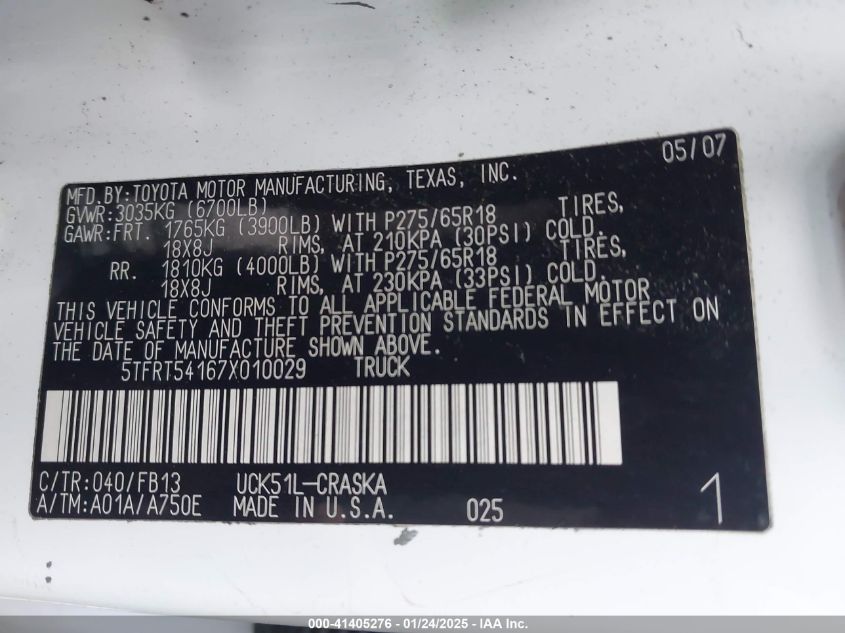 05/07
MFD.BY:TOYOTA MOTOR MANUFACTURING, TEXAS, INC.
GVWR:3035KG (6700LB)
GAWR:FRT. 1765KG (3900LB) WITH P275/65R18 TIRES,
18X8J RIMS, AT 210KPA (30PSI) COLD.
RR. 1810KG (4000LB) WITH P275/65R18 TIRES,
18X8J RIMS, AT 230KPA (33PSI) COLD.
THIS VEHICLE CONFORMS TO ALL APPLICABLE FEDERAL MOTOR
VEHICLE SAFETY AND THEFT PREVENTION STANDARDS IN EFFECT ON
THE DATE OF MANUFACTURE SHOWN ABOVE.
5TFRT54167X010029 TRUCK
C/TR:040/FB13 UCK51L-CRASKA
A/TM:A01A/A750E MADE IN U.S.A. 025 1
000-41405276 - 01/24/2025 - IAA Inc.